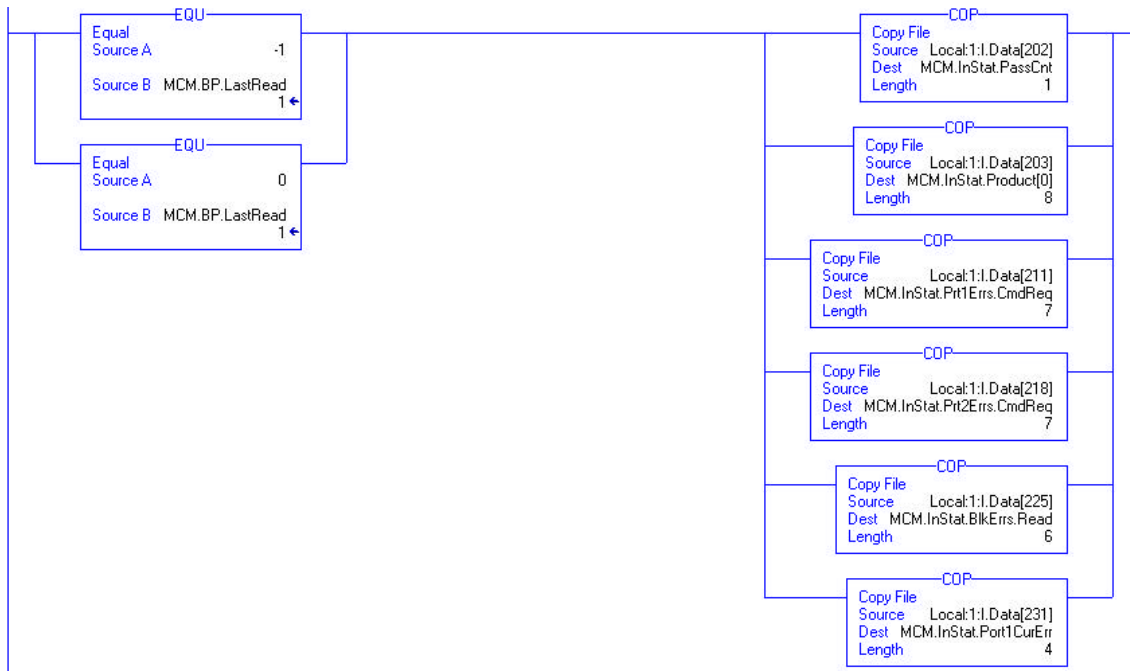 EQU
Equal
Source A -1
Source B MCM.BP.LastRead
1
EQU
Equal
Source A 0
Source B MCM.BP.LastRead
1
COP
Copy File
Source Local:1:I.Data[202]
Dest MCM.InStat.PassCnt
Length 1
COP
Copy File
Source Local:1:I.Data[203]
Dest MCM.InStat.Product[0]
Length 8
COP
Copy File
Source Local:1:I.Data[211]
Dest MCM.InStat.Prt1Errs.CmdReq
Length 7
COP
Copy File
Source Local:1:I.Data[218]
Dest MCM.InStat.Prt2Errs.CmdReq
Length 7
COP
Copy File
Source Local:1:I.Data[225]
Dest MCM.InStat.BlkErrs.Read
Length 6
COP
Copy File
Source Local:1:I.Data[231]
Dest MCM.InStat.Port1CurErr
Length 4